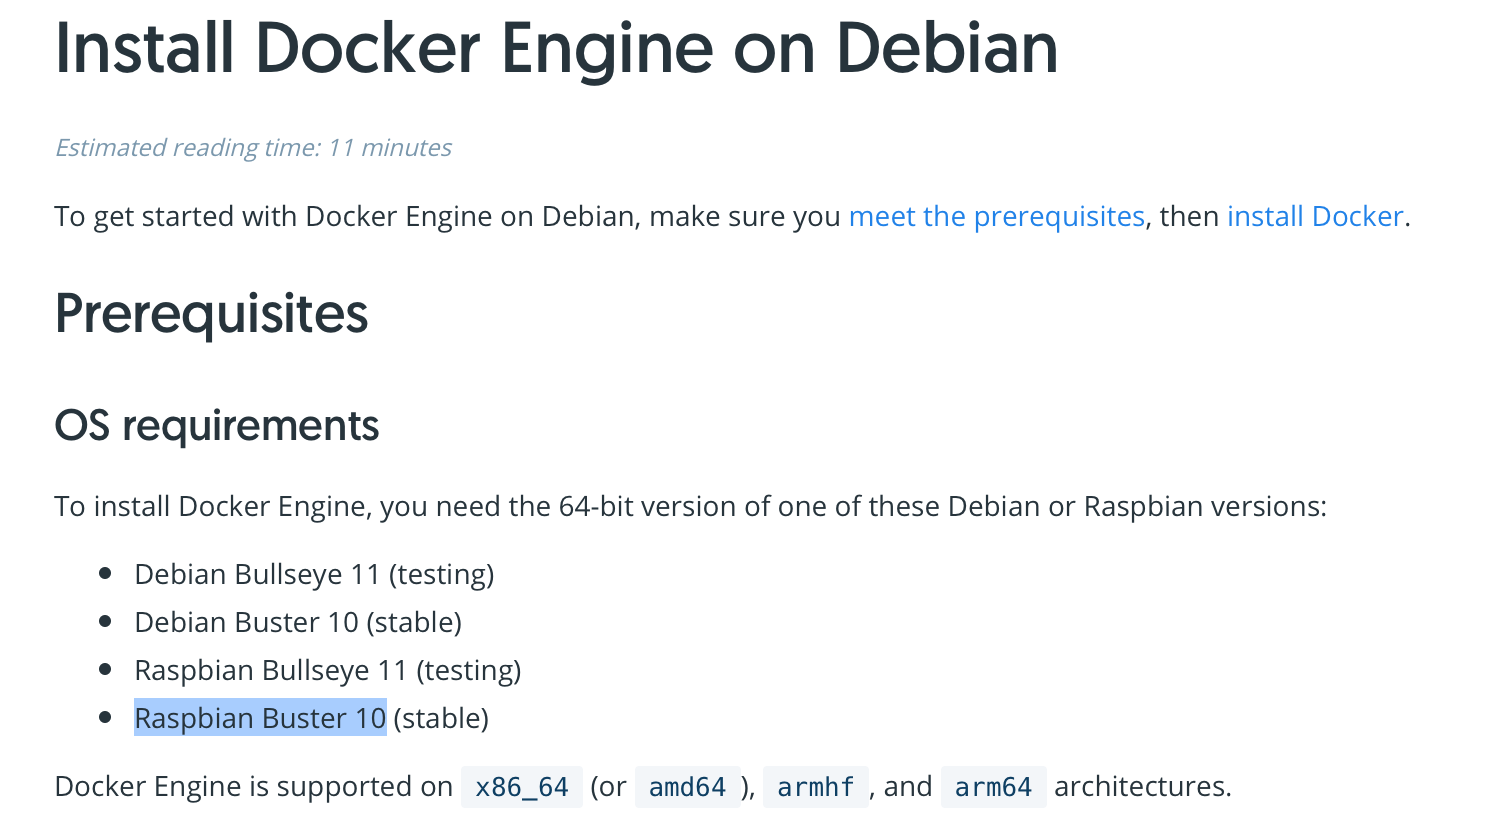 Install Docker Engine on Debian
Estimated reading time: 11 minutes
To get started with Docker Engine on Debian, make sure you meet the prerequisites, then install Docker.
Prerequisites
OS requirements
To install Docker Engine, you need the 64-bit version of one of these Debian or Raspbian versions:
• Debian Bullseye 11 (testing)
• Debian Buster 10 (stable)
• Raspbian Bullseye 11 (testing)
• Raspbian Buster 10 (stable)
Docker Engine is supported on x86_64 (or amd64), armhf, and arm64 architectures.